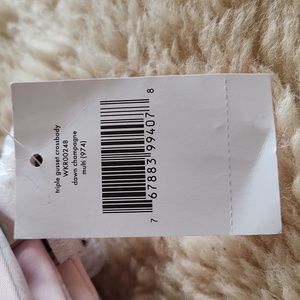 triple gusset crossbody
WKR00248
dawn champagne
multi (974)
7 67883 99407 8